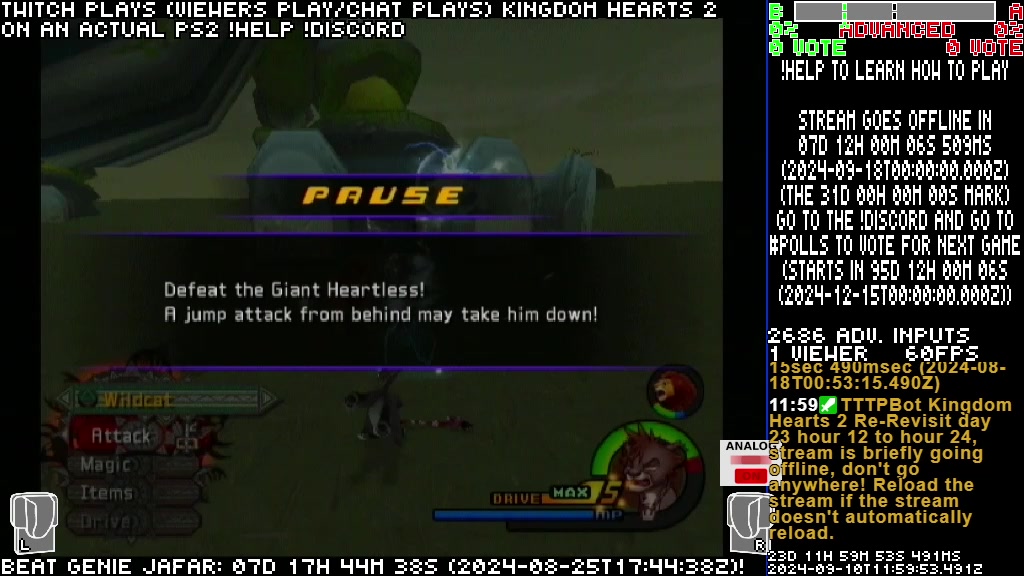 TWITCH PLAYS (VIEWERS PLAY/CHAT PLAYS) KINGDOM HEARTS 2
ON AN ACTUAL PS2 !HELP !DISCORD
PAUSE
Defeat the Giant Heartless!
A jump attack from behind may take him down!
Wildcat
Attack
Magic
Items
Drive
DRIVE MAX 5
MP
ANALOG
ON
L
R
BEAT GENIE JAFAR: 07D 17H 44M 38S (2024-08-25T17:44:38Z)!
B A
0% ADVANCED 0%
0 VOTE 0 VOTE
!HELP TO LEARN HOW TO PLAY
STREAM GOES OFFLINE IN
07D 12H 00M 06S 509MS
(2024-09-18T00:00:00.000Z)
(THE 31D 00H 00M 00S MARK)
GO TO THE !DISCORD AND GO TO
#POLLS TO VOTE FOR NEXT GAME
(STARTS IN 95D 12H 00M 06S
(2024-12-15T00:00:00.000Z))
2686 ADV. INPUTS
1 VIEWER 60FPS
15sec 490msec (2024-08-
18T00:53:15.490Z)
11:59 TTTPBot Kingdom
Hearts 2 Re-Revisit day
23 hour 12 to hour 24,
stream is briefly going
offline, don't go
anywhere! Reload the
stream if the stream
doesn't automatically
reload.
23D 11H 59M 53S 491MS
2024-09-10T11:59:53.491Z